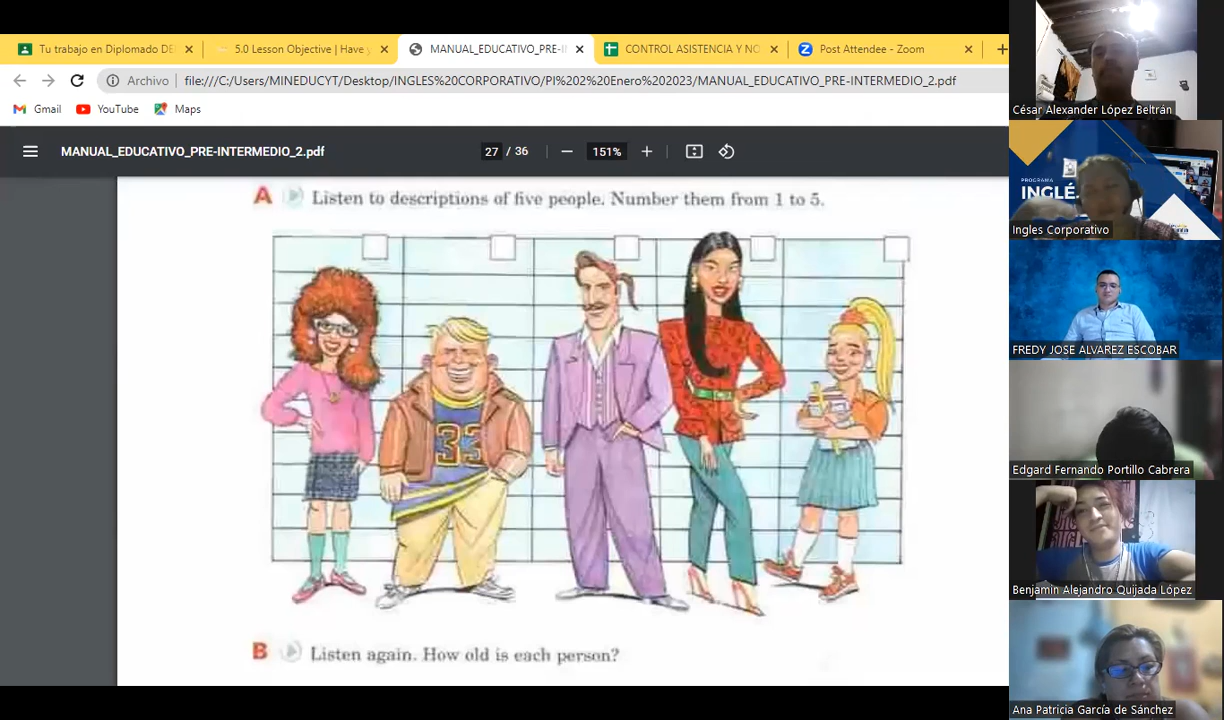 Tu trabajo en Diplomado DE
5.0 Lesson Objective | Have y
MANUAL_EDUCATIVO_PRE-I
CONTROL ASISTENCIA Y NO
Post Attendee - Zoom
Archivo | file:///C:/Users/MINEDUCYT/Desktop/INGLES%20CORPORATIVO/PI%202%20Enero%202023/MANUAL_EDUCATIVO_PRE-INTERMEDIO_2.pdf
Gmail YouTube Maps
MANUAL_EDUCATIVO_PRE-INTERMEDIO_2.pdf 27 / 36 151%
A Listen to descriptions of five people. Number them from 1 to 5.
33
B Listen again. How old is each person?
César Alexander López Beltrán
PROGRAMA
INGLÉ
Ingles Corporativo
FREDY JOSE ALVAREZ ESCOBAR
Edgard Fernando Portillo Cabrera
Benjamin Alejandro Quijada López
Ana Patricia García de Sánchez